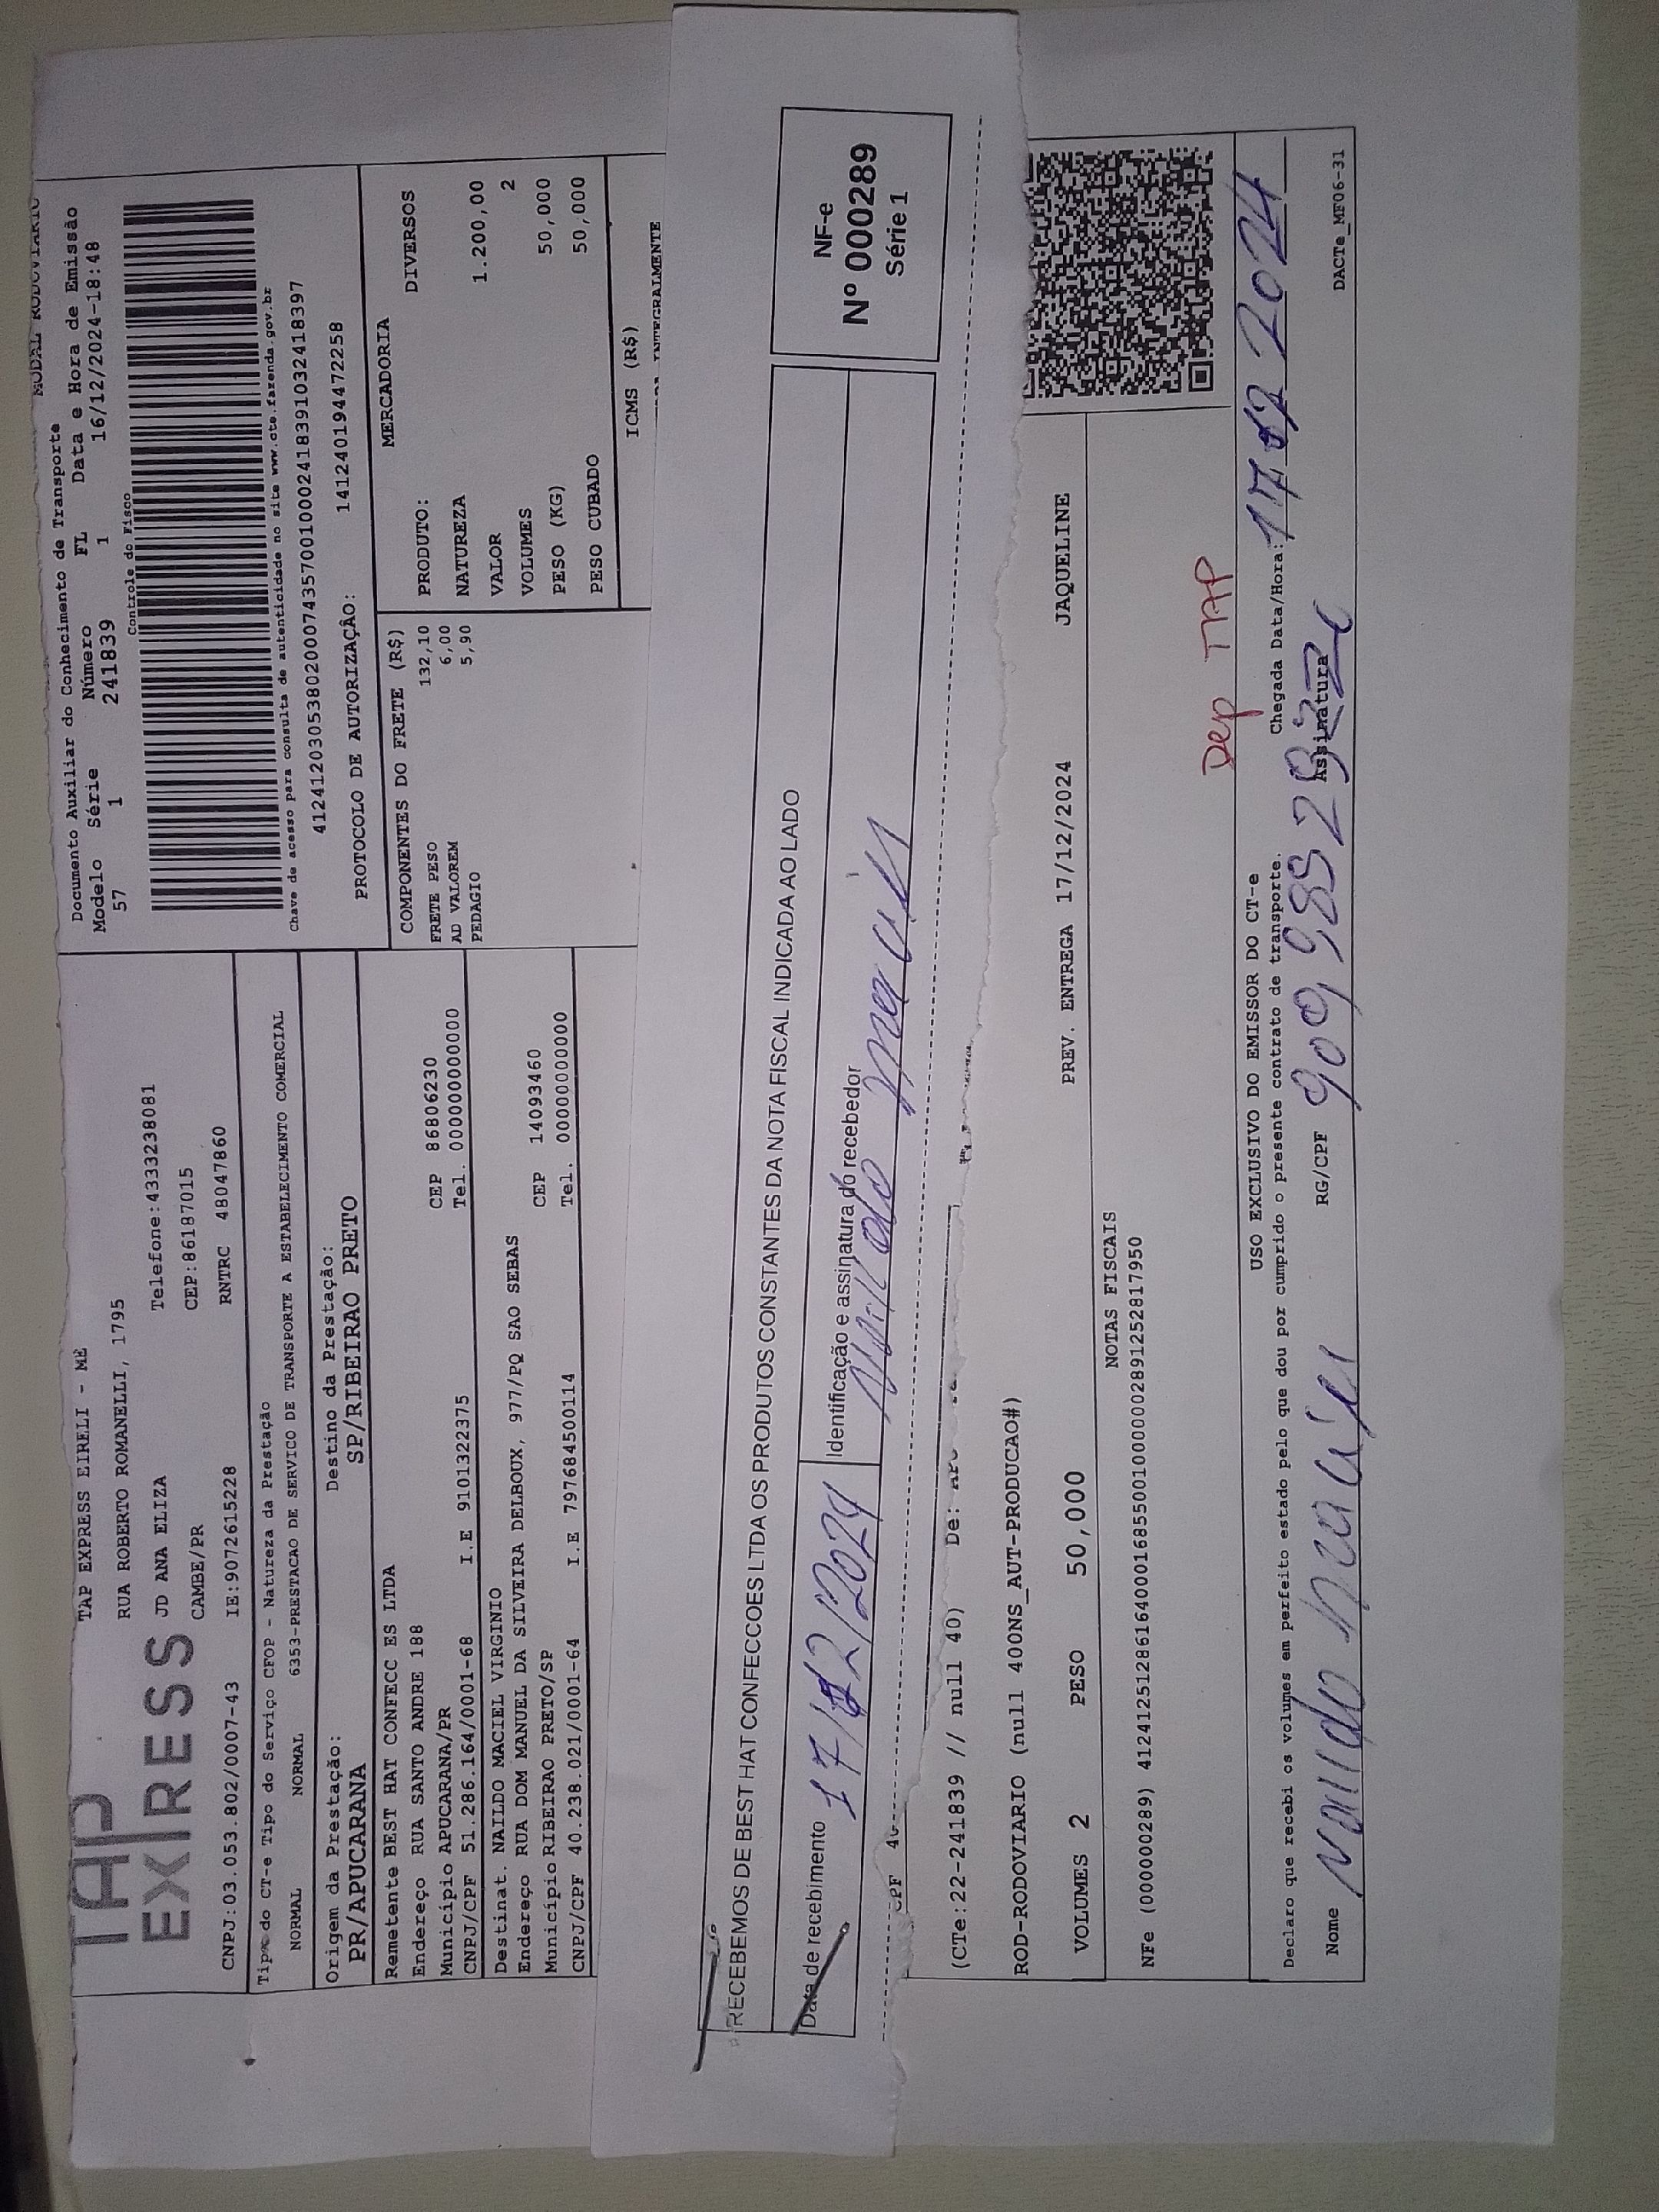 TAP
EXPRESS
TAP EXPRESS EIRELI - ME
RUA ROBERTO ROMANELLI, 1795
JD ANA ELIZA Telefone:4333238081
CAMBE/PR CEP:86187015
CNPJ:03.053.802/0007-43 IE:9072615228 RNTRC 48047860
MODAL RODOVIARIO
Documento Auxiliar do Conhecimento de Transporte
Modelo Série Número FL Data e Hora de Emissão
57 1 241839 1 16/12/2024-18:48
Controle do Fisco
Chave de acesso para consulta de autenticidade no site www.cte.fazenda.gov.br
41241203053802000743570010002418391032418397
PROTOCOLO DE AUTORIZAÇÃO: 141240194472258
Tipo do CT-e Tipo do Serviço CFOP - Natureza da Prestação
NORMAL NORMAL 6353-PRESTACAO DE SERVICO DE TRANSPORTE A ESTABELECIMENTO COMERCIAL
Origem da Prestação: Destino da Prestação:
PR/APUCARANA SP/RIBEIRAO PRETO
Remetente BEST HAT CONFECC ES LTDA
Endereço RUA SANTO ANDRE 188
Município APUCARANA/PR CEP 86806230
CNPJ/CPF 51.286.164/0001-68 I.E 9101322375 Tel. 000000000000
Destinat. NAILDO MACIEL VIRGINIO
Endereço RUA DOM MANUEL DA SILVEIRA DELBOUX, 977/PQ SAO SEBAS
Município RIBEIRAO PRETO/SP CEP 14093460
CNPJ/CPF 40.238.021/0001-64 I.E 797684500114 Tel. 00000000000
COMPONENTES DO FRETE (R$)
FRETE PESO 132,10
AD VALOREM 6,00
PEDAGIO 5,90
MERCADORIA
PRODUTO: DIVERSOS
NATUREZA
VALOR 1.200,00
VOLUMES 2
PESO (KG) 50,000
PESO CUBADO 50,000
ICMS (R$)
INTEGRALMENTE
RECEBEMOS DE BEST HAT CONFECCOES LTDA OS PRODUTOS CONSTANTES DA NOTA FISCAL INDICADA AO LADO
Data de recebimento Identificação e assinatura do recebedor
17/12/2024 Naildo maciel
NF-e
N° 000289
Série 1
CPF
(CTe:22-241839 // null 40) De:
ROD-RODOVIARIO (null 400NS_AUT-PRODUCAO#)
VOLUMES 2 PESO 50,000 PREV. ENTREGA 17/12/2024 JAQUELINE
NOTAS FISCAIS
NFe (000000289) 41241251286164000168550010000002891252817950
Dep TAP
USO EXCLUSIVO DO EMISSOR DO CT-e
Declaro que recebi os volumes em perfeito estado pelo que dou por cumprido o presente contrato de transporte. Chegada Data/Hora: 17 12 2024
Nome Naildo maciel RG/CPF Assinatura
DACTe_MF06-31